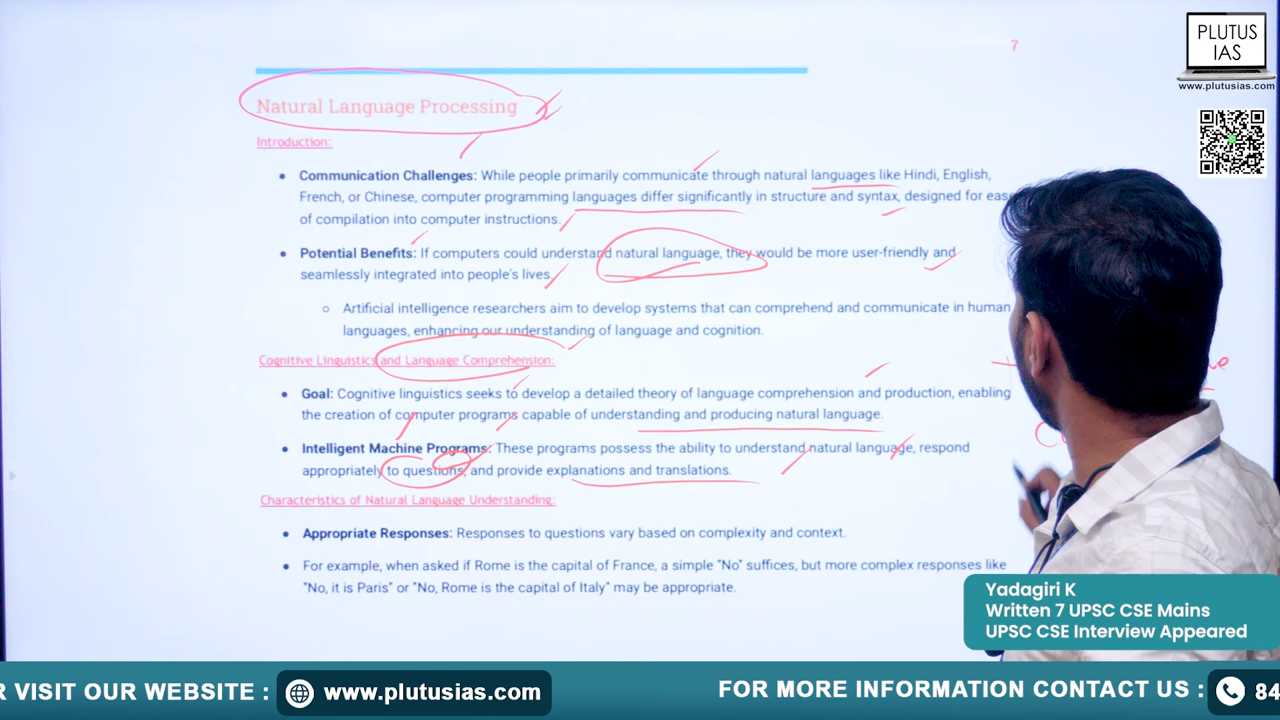 7
PLUTUS
IAS
www.plutusias.com
Natural Language Processing
Introduction:
• Communication Challenges: While people primarily communicate through natural languages like Hindi, English,
French, or Chinese, computer programming languages differ significantly in structure and syntax, designed for ease
of compilation into computer instructions.
• Potential Benefits: If computers could understand natural language, they would be more user-friendly and
seamlessly integrated into people's lives.
○ Artificial intelligence researchers aim to develop systems that can comprehend and communicate in human
languages, enhancing our understanding of language and cognition.
Cognitive Linguistics and Language Comprehension:
• Goal: Cognitive linguistics seeks to develop a detailed theory of language comprehension and production, enabling
the creation of computer programs capable of understanding and producing natural language.
• Intelligent Machine Programs: These programs possess the ability to understand natural language, respond
appropriately to questions, and provide explanations and translations.
Characteristics of Natural Language Understanding:
• Appropriate Responses: Responses to questions vary based on complexity and context.
• For example, when asked if Rome is the capital of France, a simple "No" suffices, but more complex responses like
"No, it is Paris" or "No, Rome is the capital of Italy" may be appropriate.
Yadagiri K
Written 7 UPSC CSE Mains
UPSC CSE Interview Appeared
R VISIT OUR WEBSITE : www.plutusias.com
FOR MORE INFORMATION CONTACT US : 84